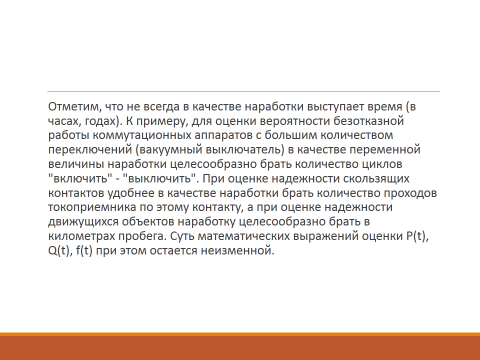 Отметим, что не всегда в качестве наработки выступает время (в
часах, годах). К примеру, для оценки вероятности безотказной
работы коммутационных аппаратов с большим количеством
переключений (вакуумный выключатель) в качестве переменной
величины наработки целесообразно брать количество циклов
"включить" - "выключить". При оценке надежности скользящих
контактов удобнее в качестве наработки брать количество проходов
токоприемника по этому контакту, а при оценке надежности
движущихся объектов наработку целесообразно брать в
километрах пробега. Суть математических выражений оценки P(t),
Q(t), f(t) при этом остается неизменной.